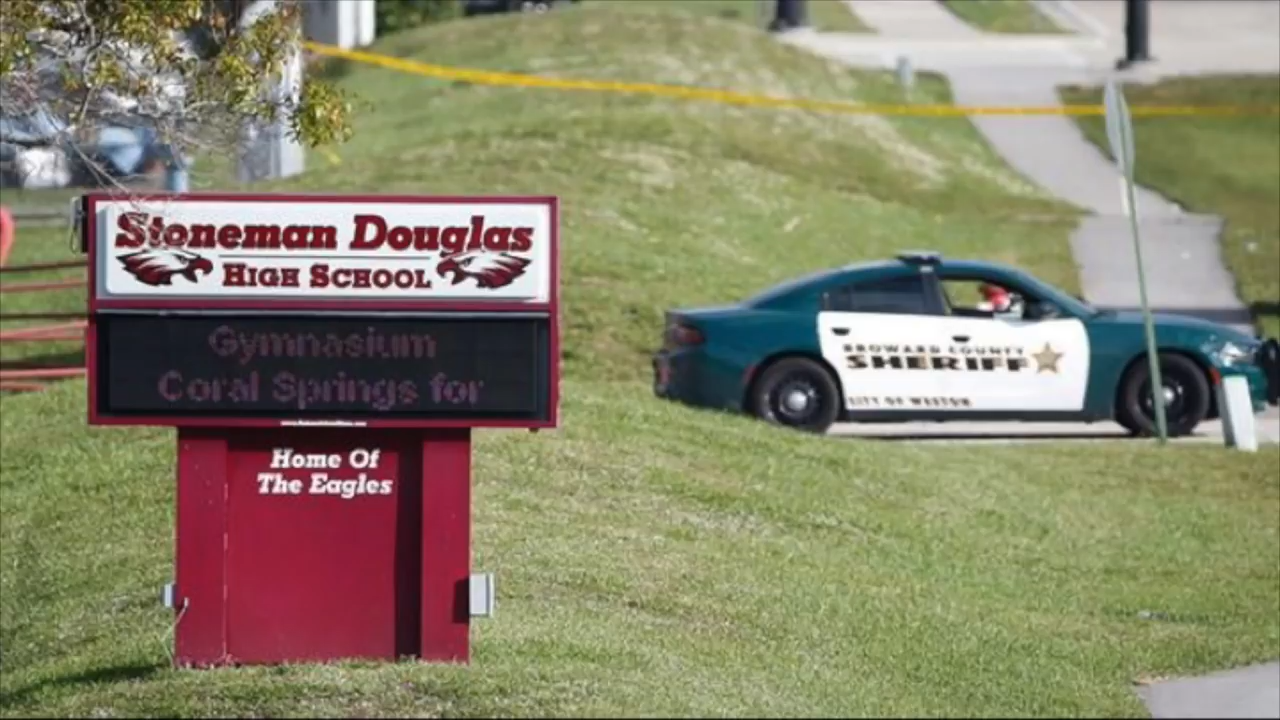 Stoneman Douglas
HIGH SCHOOL
Gymnasium
Coral Springs for
Home Of
The Eagles
BROWARD COUNTY
SHERIFF
CITY OF WESTON